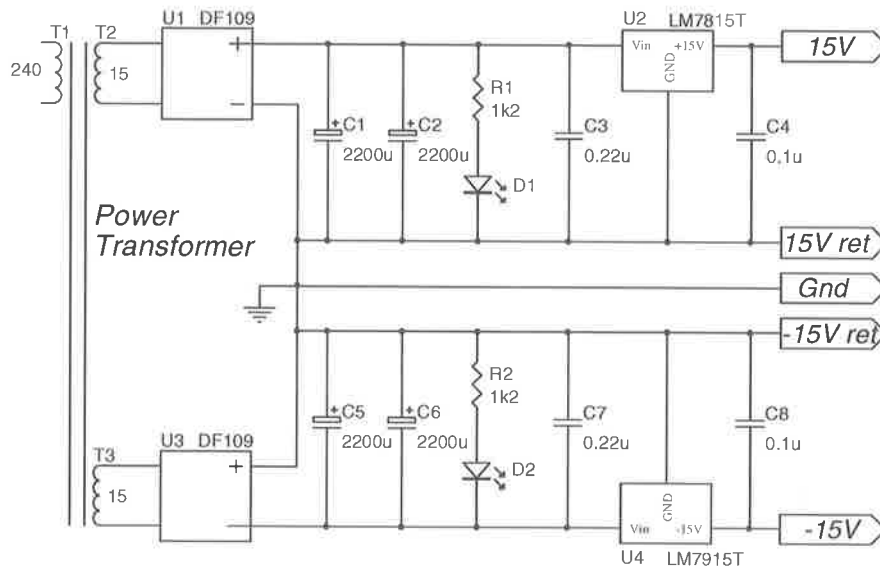 T1
T2
U1 DF109
U2 LM7815T
240
15
+
−
Vin +15V
GND
15V
R1
1k2
+C1
2200u
+C2
2200u
C3
0.22u
C4
0.1u
D1
Power
Transformer
15V ret
Gnd
-15V ret
R2
1k2
+C5
2200u
+C6
2200u
C7
0.22u
C8
0.1u
T3
U3 DF109
15
+
−
D2
GND
Vin -15V
-15V
U4 LM7915T